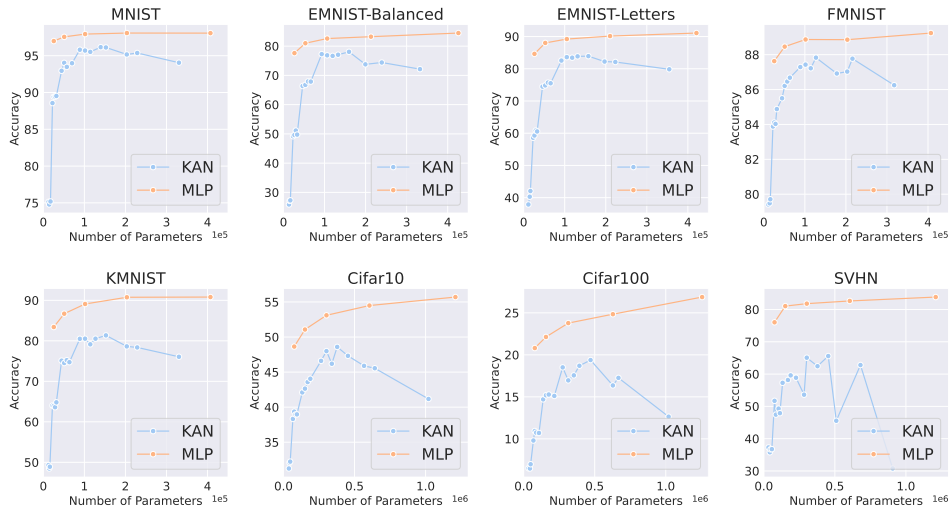 MNIST
EMNIST-Balanced
EMNIST-Letters
FMNIST
Accuracy
95
90
85
80
75
KAN
MLP
0 1 2 3 4
Number of Parameters 1e5
Accuracy
80
70
60
50
40
30
KAN
MLP
0 1 2 3 4
Number of Parameters 1e5
Accuracy
90
80
70
60
50
40
KAN
MLP
0 1 2 3 4
Number of Parameters 1e5
Accuracy
88
86
84
82
80
KAN
MLP
0 1 2 3 4
Number of Parameters 1e5
KMNIST
Cifar10
Cifar100
SVHN
Accuracy
90
80
70
60
50
KAN
MLP
0 1 2 3 4
Number of Parameters 1e5
Accuracy
55
50
45
40
35
KAN
MLP
0.0 0.5 1.0
Number of Parameters 1e6
Accuracy
25
20
15
10
KAN
MLP
0.0 0.5 1.0
Number of Parameters 1e6
Accuracy
80
70
60
50
40
30
KAN
MLP
0.0 0.5 1.0
Number of Parameters 1e6